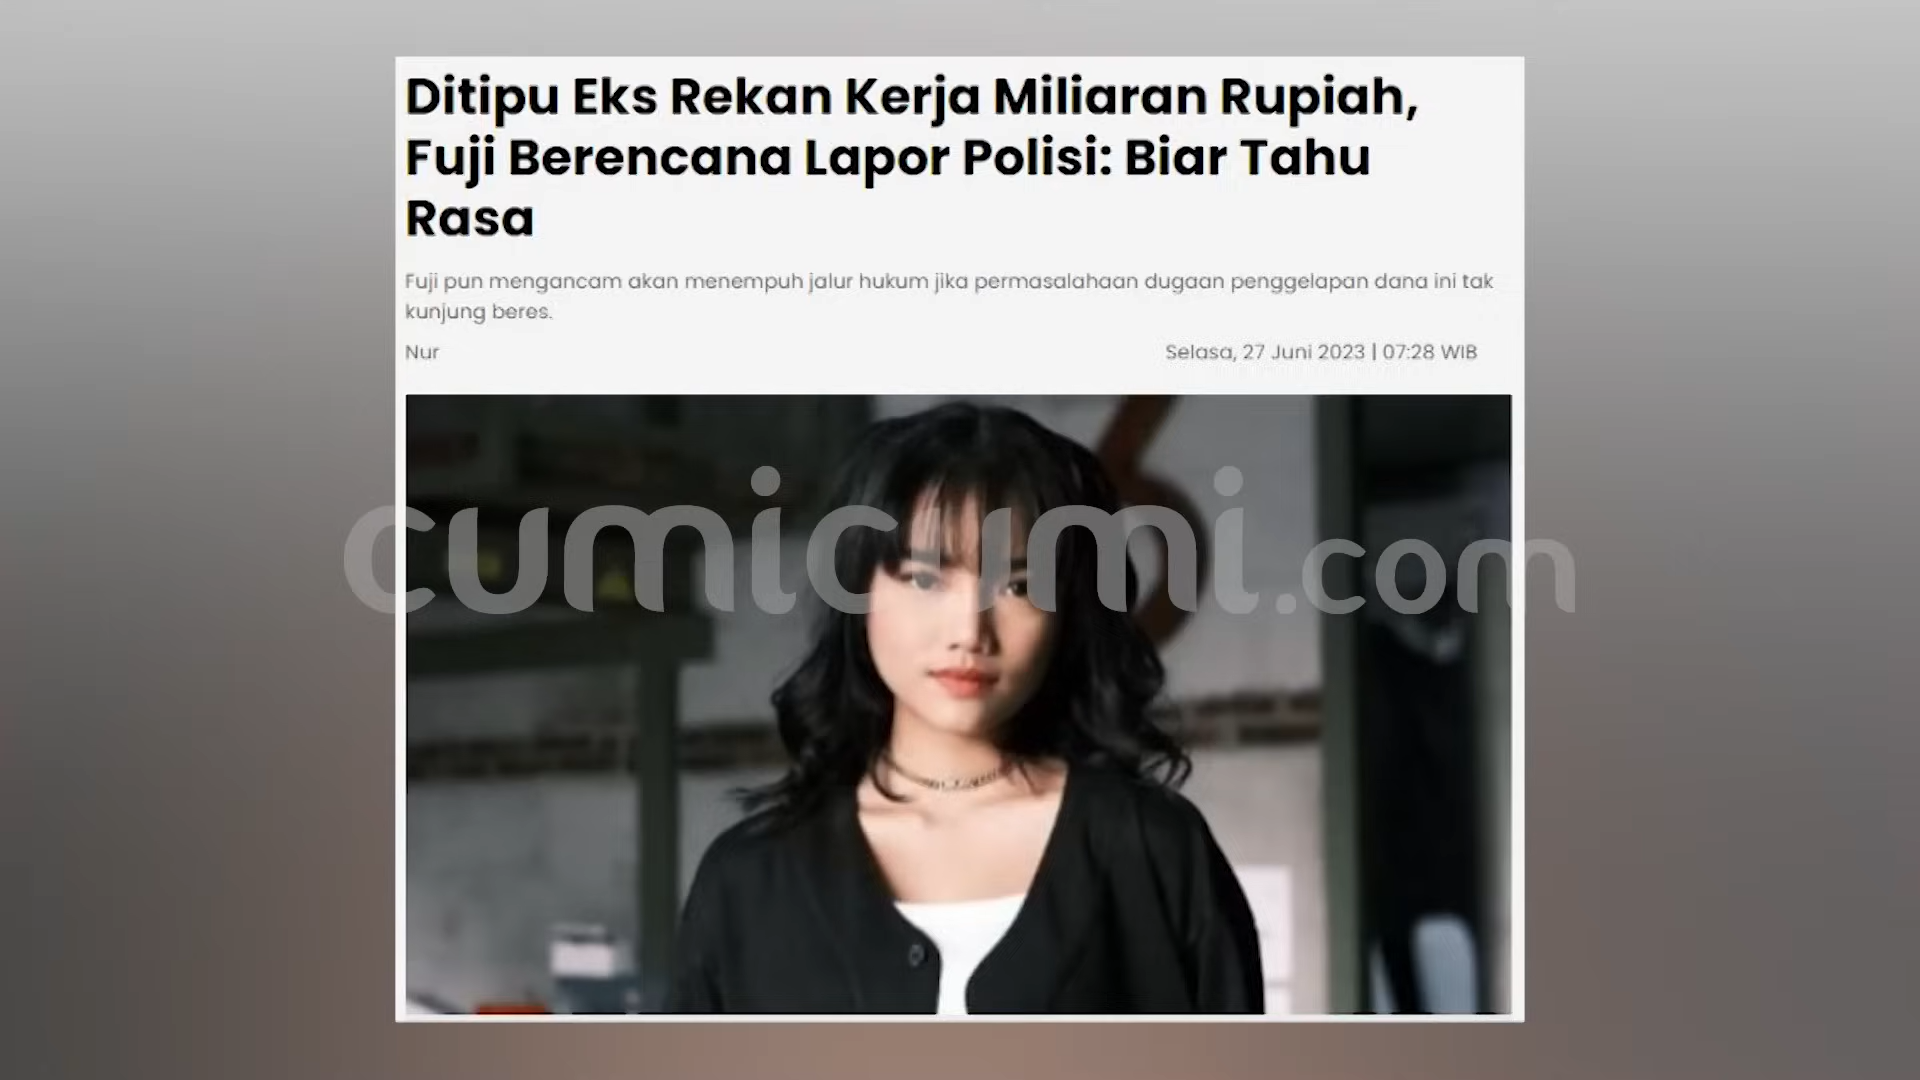 Ditipu Eks Rekan Kerja Miliaran Rupiah,
Fuji Berencana Lapor Polisi: Biar Tahu
Rasa
Fuji pun mengancam akan menempuh jalur hukum jika permasalahaan dugaan penggelapan dana ini tak
kunjung beres.
Nur
Selasa, 27 Juni 2023 | 07:28 WIB
cumicumi.com